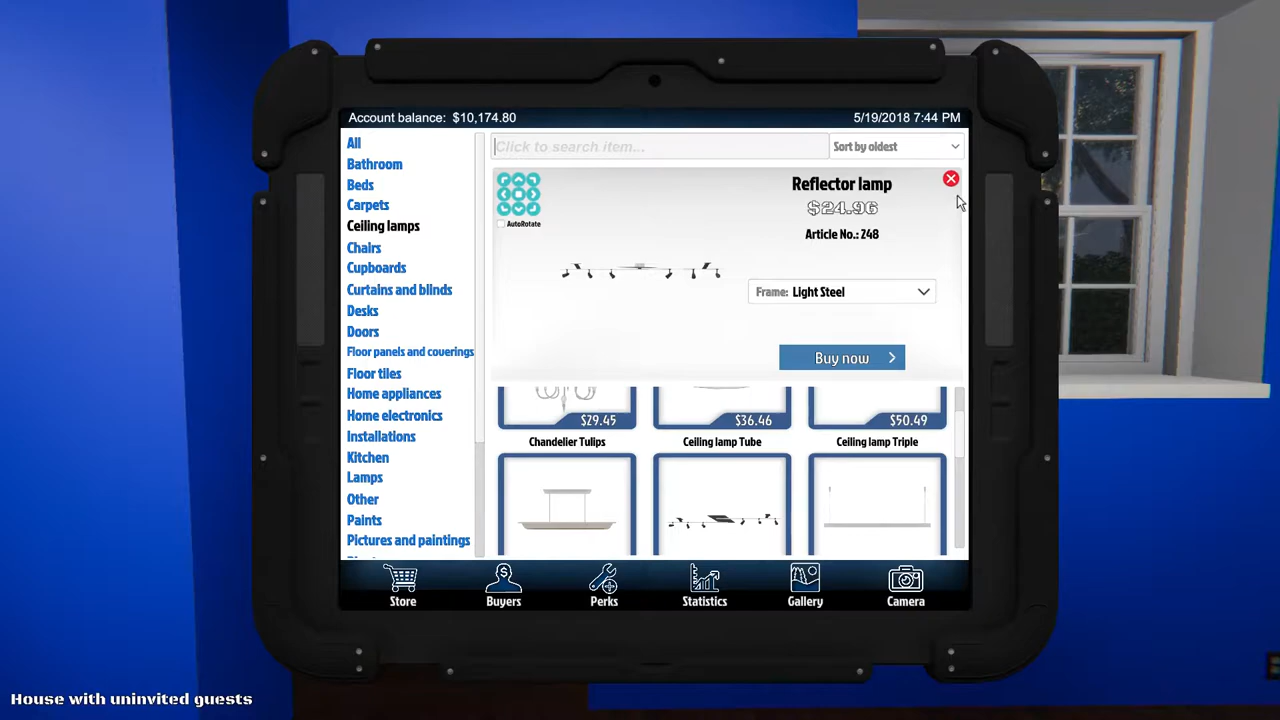 Account balance: $10,174.80
5/19/2018 7:44 PM
All
Bathroom
Beds
Carpets
Ceiling lamps
Chairs
Cupboards
Curtains and blinds
Desks
Doors
Floor panels and coverings
Floor tiles
Home appliances
Home electronics
Installations
Kitchen
Lamps
Other
Paints
Pictures and paintings
Click to search item...
Sort by oldest
AutoRotate
Reflector lamp
$24.96
Article No.: 248
Frame: Light Steel
Buy now
$29.45
$36.46
$50.49
Chandelier Tulips
Ceiling lamp Tube
Ceiling lamp Triple
Store
Buyers
Perks
Statistics
Gallery
Camera
House with uninvited guests